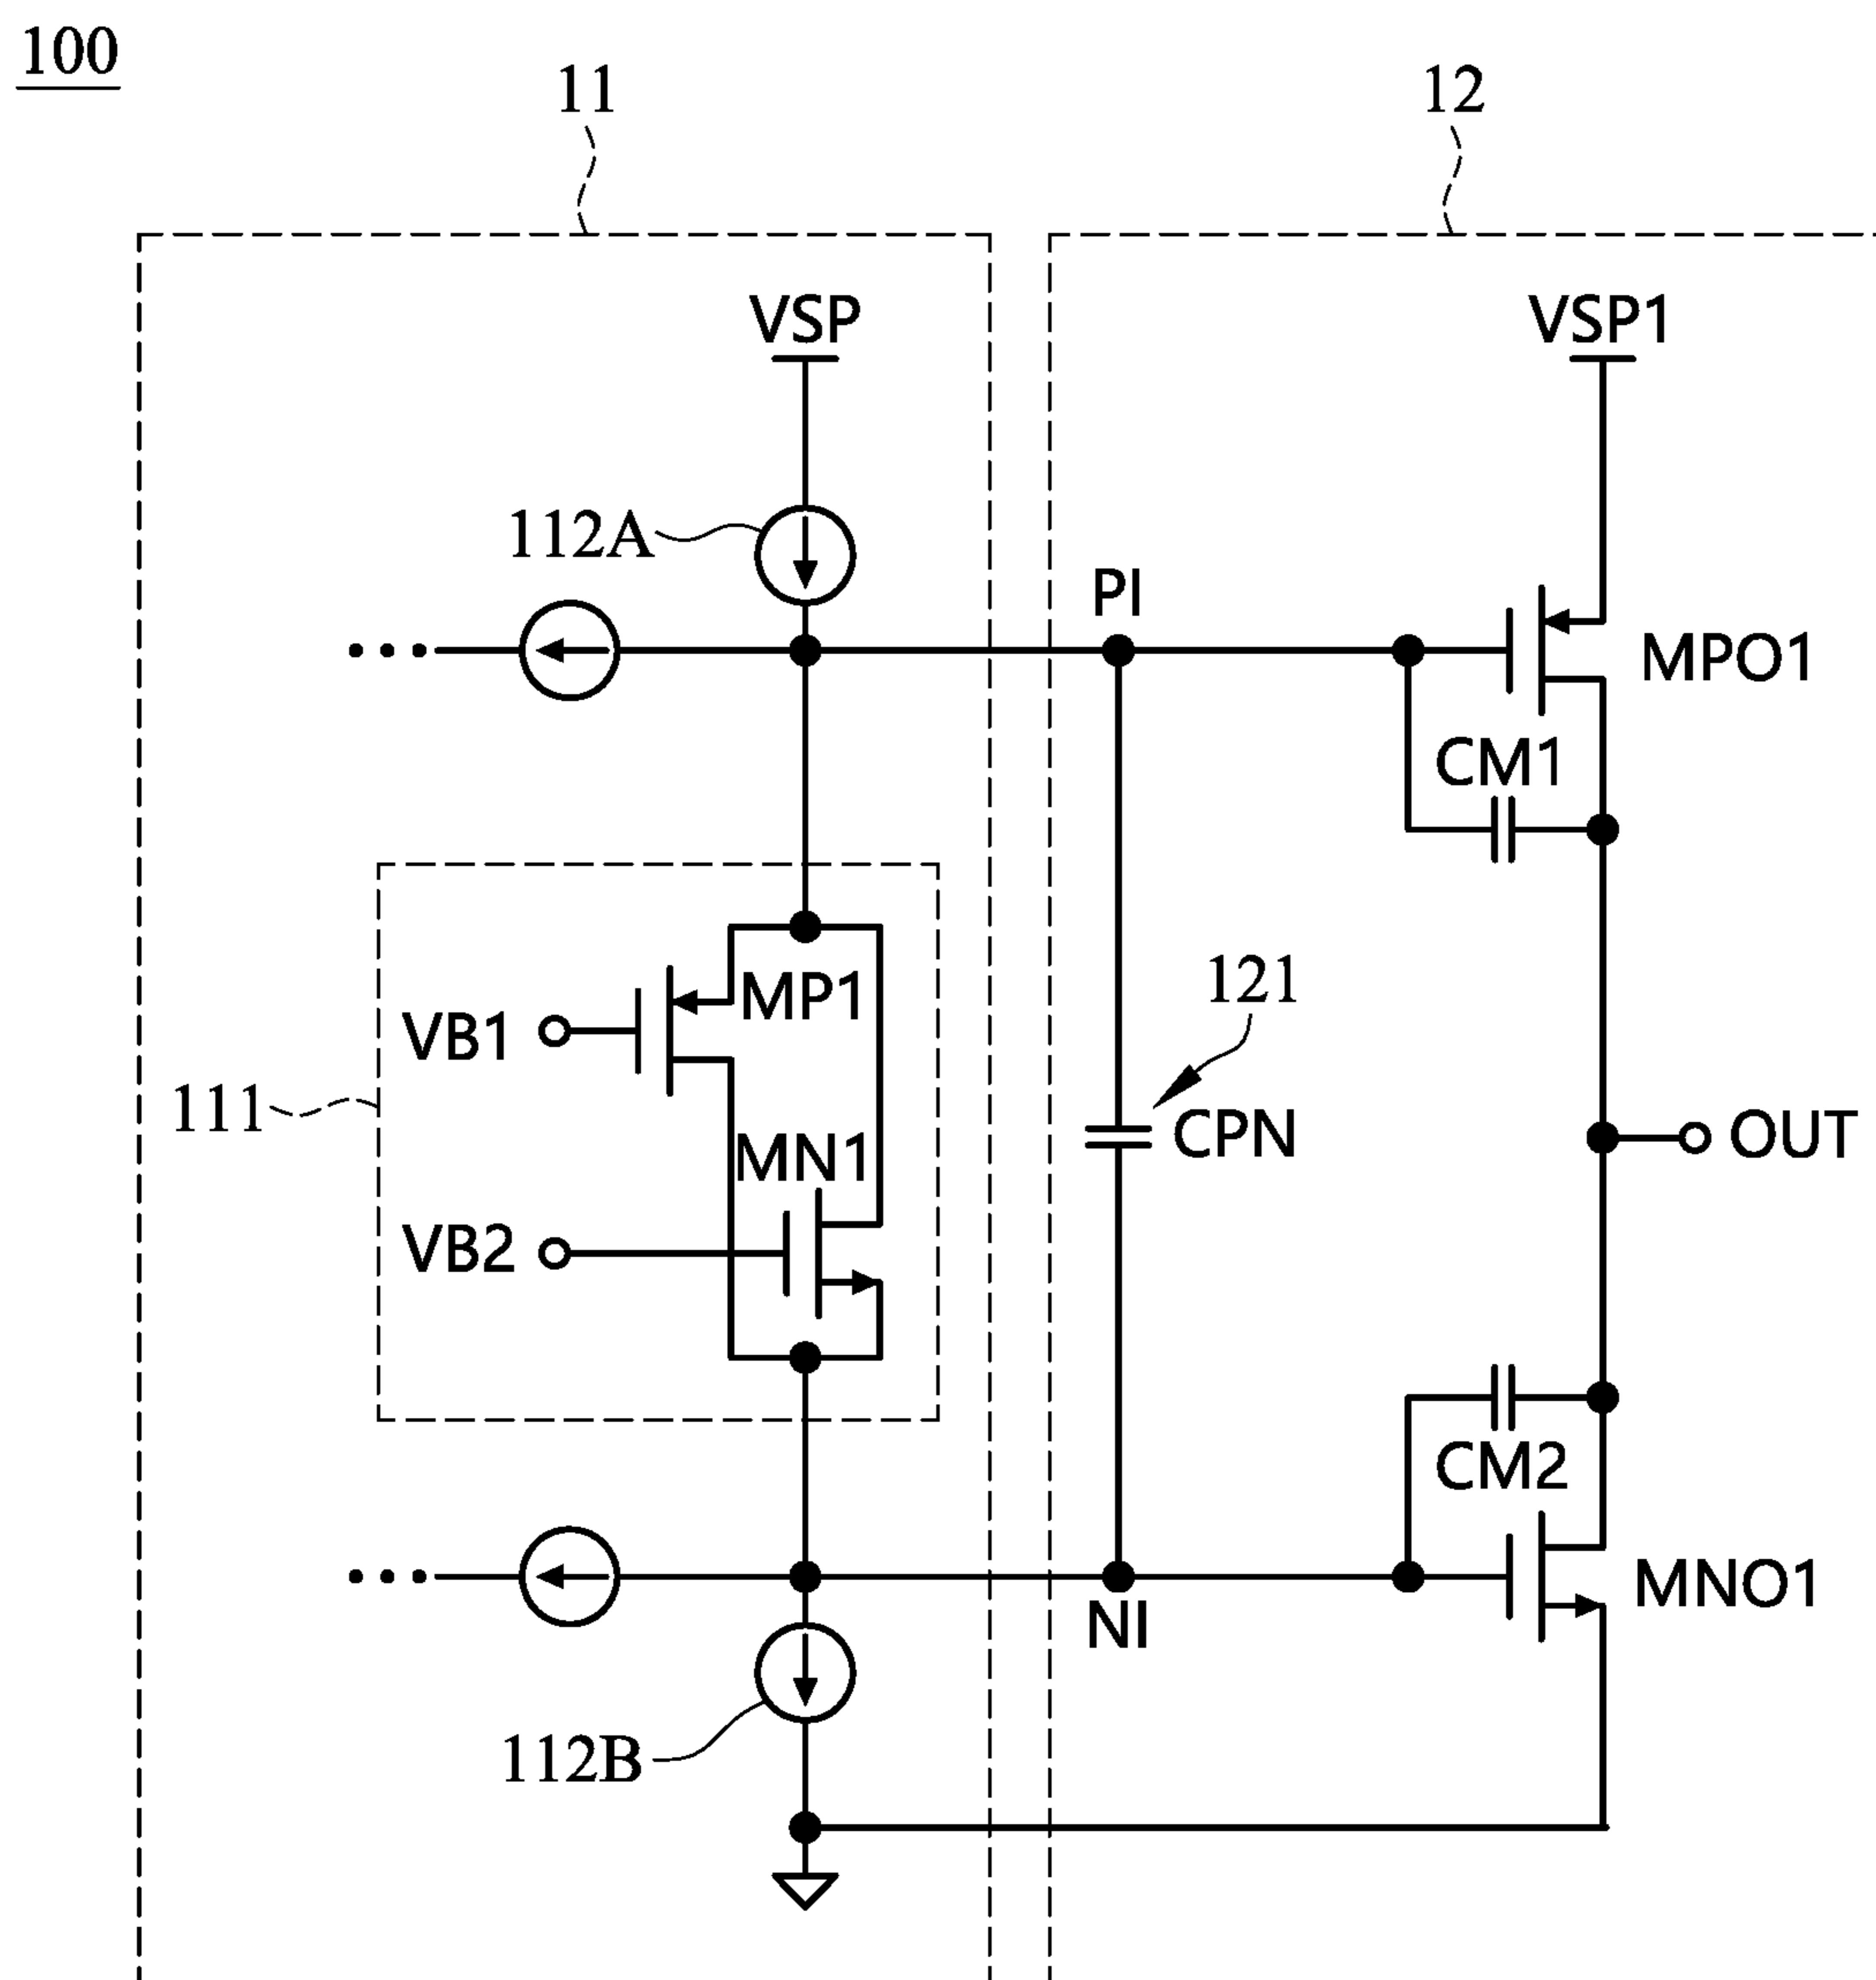 100
11
12
VSP
VSP1
112A
PI
MPO1
CM1
MP1
121
VB1
111
CPN
OUT
MN1
VB2
CM2
MNO1
NI
112B